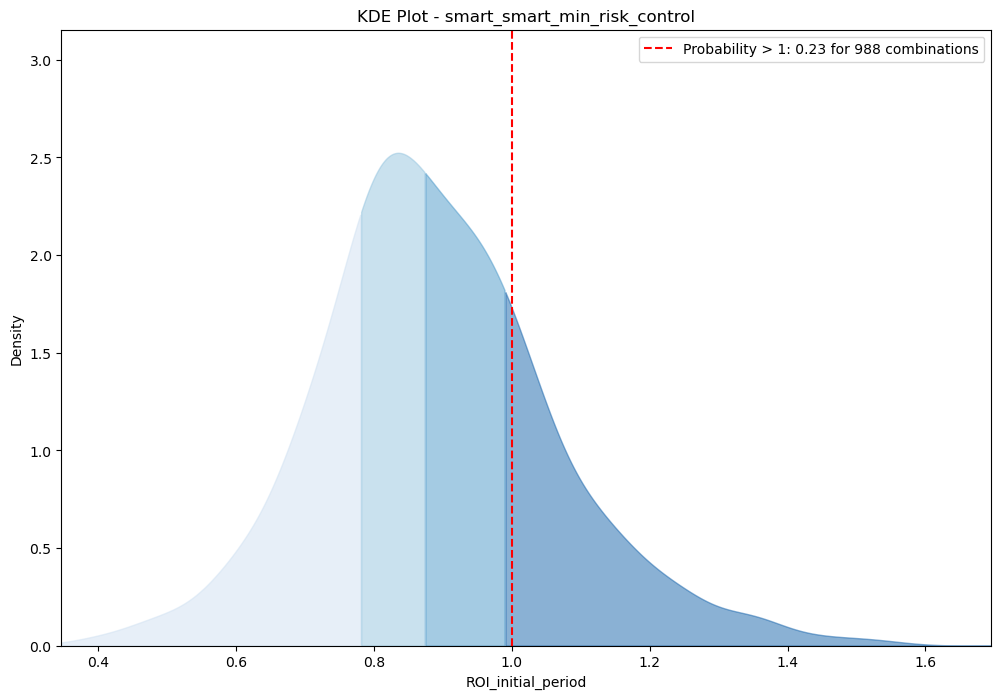 KDE Plot - smart_smart_min_risk_control
Probability > 1: 0.23 for 988 combinations
3.0
2.5
2.0
1.5
1.0
0.5
0.0
Density
0.4 0.6 0.8 1.0 1.2 1.4 1.6
ROI_initial_period